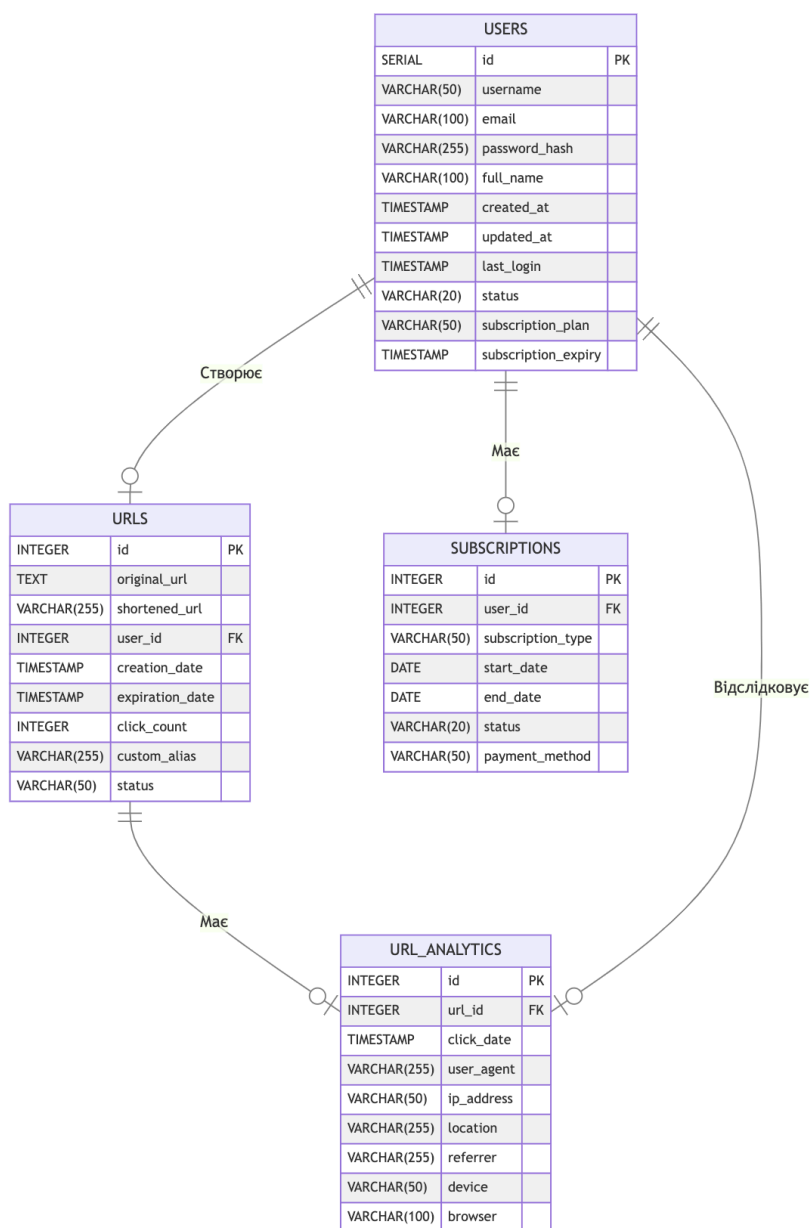 USERS
SERIAL id PK
VARCHAR(50) username
VARCHAR(100) email
VARCHAR(255) password_hash
VARCHAR(100) full_name
TIMESTAMP created_at
TIMESTAMP updated_at
TIMESTAMP last_login
VARCHAR(20) status
VARCHAR(50) subscription_plan
TIMESTAMP subscription_expiry
Створює
Має
URLS
INTEGER id PK
TEXT original_url
VARCHAR(255) shortened_url
INTEGER user_id FK
TIMESTAMP creation_date
TIMESTAMP expiration_date
INTEGER click_count
VARCHAR(255) custom_alias
VARCHAR(50) status
SUBSCRIPTIONS
INTEGER id PK
INTEGER user_id FK
VARCHAR(50) subscription_type
DATE start_date
DATE end_date
VARCHAR(20) status
VARCHAR(50) payment_method
Відслідковує
Має
URL_ANALYTICS
INTEGER id PK
INTEGER url_id FK
TIMESTAMP click_date
VARCHAR(255) user_agent
VARCHAR(50) ip_address
VARCHAR(255) location
VARCHAR(255) referrer
VARCHAR(50) device
VARCHAR(100) browser